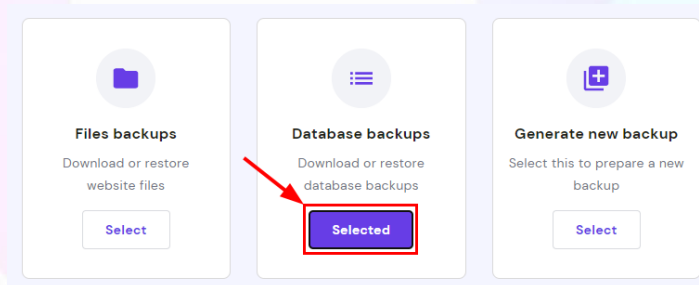 Files backups
Download or restore
website files
Select
Database backups
Download or restore
database backups
Selected
Generate new backup
Select this to prepare a new
backup
Select